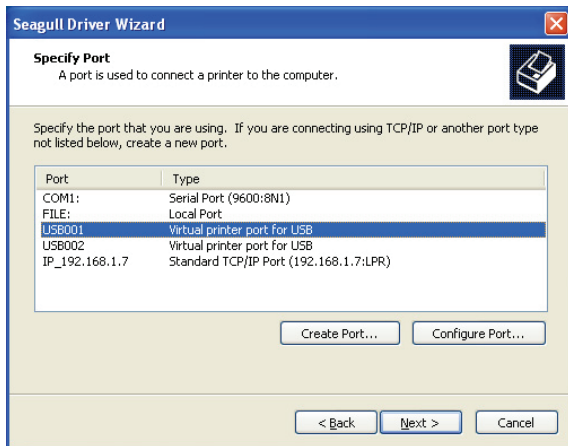 Seagull Driver Wizard
Specify Port
A port is used to connect a printer to the computer.
Specify the port that you are using. If you are connecting using TCP/IP or another port type
not listed below, create a new port.
Port Type
COM1: Serial Port (9600:8N1)
FILE: Local Port
USB001 Virtual printer port for USB
USB002 Virtual printer port for USB
IP_192.168.1.7 Standard TCP/IP Port (192.168.1.7:LPR)
Create Port... Configure Port...
< Back Next > Cancel